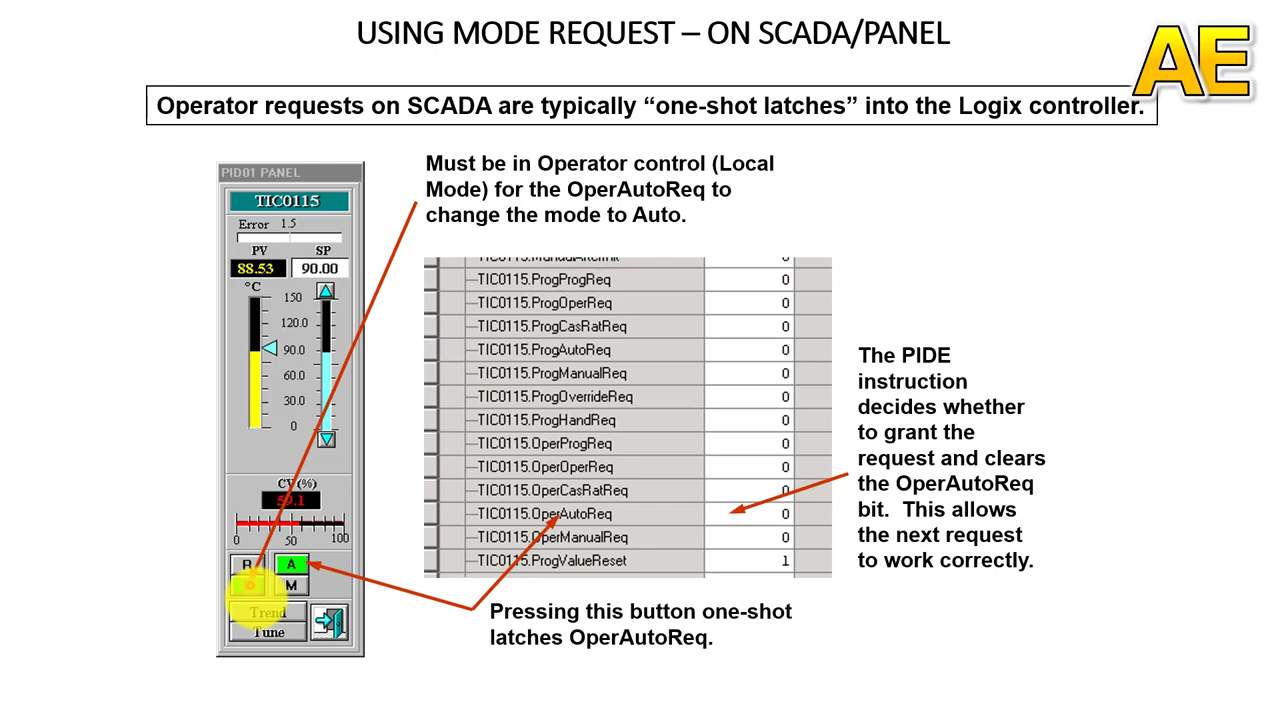 USING MODE REQUEST – ON SCADA/PANEL
AE
Operator requests on SCADA are typically “one-shot latches” into the Logix controller.
Must be in Operator control (Local
Mode) for the OperAutoReq to
change the mode to Auto.
PID01 PANEL
TIC0115
Error 1.5
PV SP
88.53 90.00
°C
150
120.0
90.0
60.0
30.0
0
CV (%)
59.1
0 50 100
A
M
Trend
Tune
TIC0115.ProgProgReq 0
TIC0115.ProgOperReq 0
TIC0115.ProgCasRatReq 0
TIC0115.ProgAutoReq 0
TIC0115.ProgManualReq 0
TIC0115.ProgOverrideReq 0
TIC0115.ProgHandReq 0
TIC0115.OperProgReq 0
TIC0115.OperOperReq 0
TIC0115.OperCasRatReq 0
TIC0115.OperAutoReq 0
TIC0115.OperManualReq 0
TIC0115.ProgValueReset 1
The PIDE
instruction
decides whether
to grant the
request and clears
the OperAutoReq
bit. This allows
the next request
to work correctly.
Pressing this button one-shot
latches OperAutoReq.